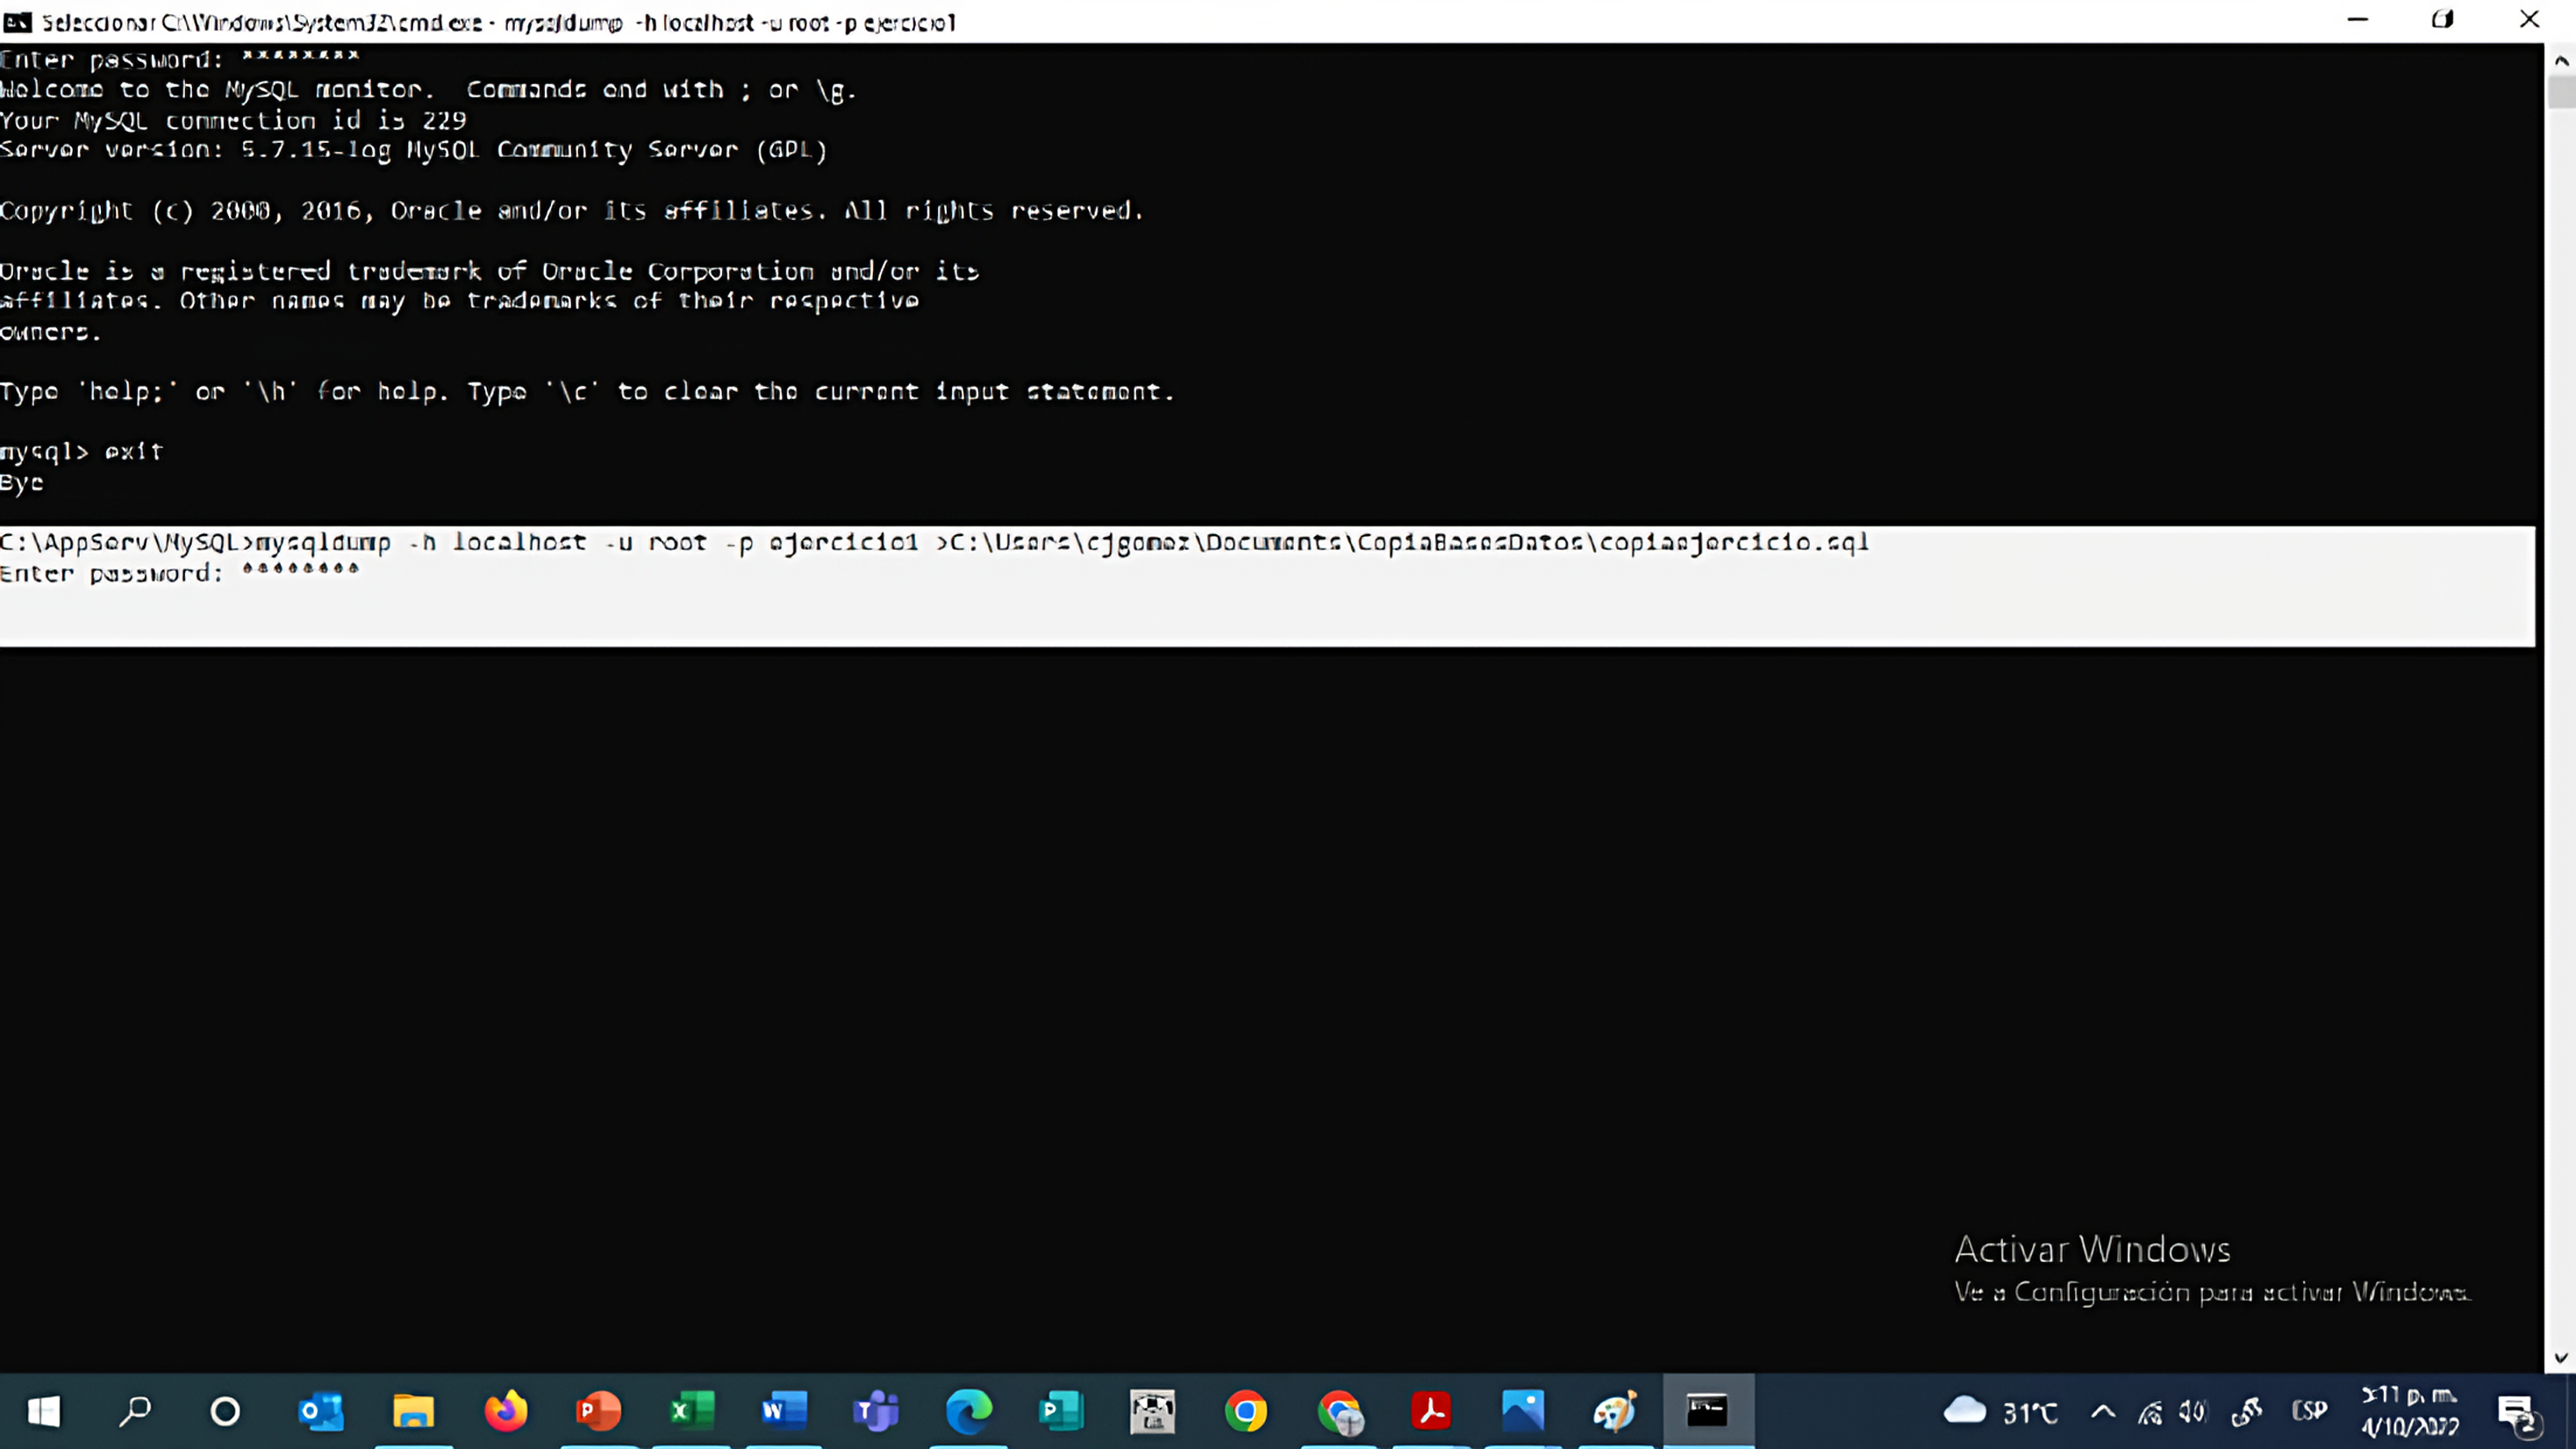 Seleccionar C:\Windows\System32\cmd.exe - mysqldump -h localhost -u root -p ejercicio1
Enter password: ********
Welcome to the MySQL monitor.  Commands end with ; or \g.
Your MySQL connection id is 229
Server version: 5.7.15-log MySQL Community Server (GPL)
Copyright (c) 2000, 2016, Oracle and/or its affiliates. All rights reserved.
Oracle is a registered trademark of Oracle Corporation and/or its
affiliates. Other names may be trademarks of their respective
owners.
Type 'help;' or '\h' for help. Type '\c' to clear the current input statement.
mysql> exit
Bye
C:\AppServ\MySQL>mysqldump -h localhost -u root -p ejercicio1 >C:\Users\cjgomez\Documents\CopiaBasesDatos\copiaejercicio.sql
Enter password: ********
Activar Windows
Ve a Configuración para activar Windows.
31°C
ESP
5:11 p. m.
4/10/2022